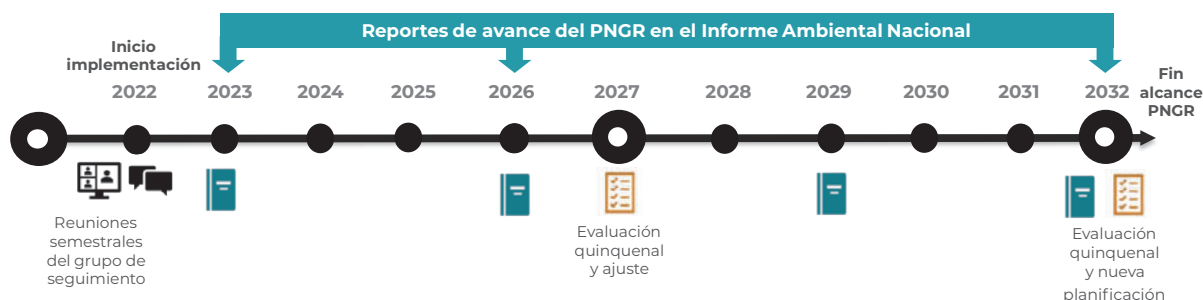 Reportes de avance del PNGR en el Informe Ambiental Nacional
Inicio
implementación
Fin
alcance
PNGR
2022
2023
2024
2025
2026
2027
2028
2029
2030
2031
2032
Reuniones
semestrales
del grupo de
seguimiento
Evaluación
quinquenal
y ajuste
Evaluación
quinquenal
y nueva
planificación